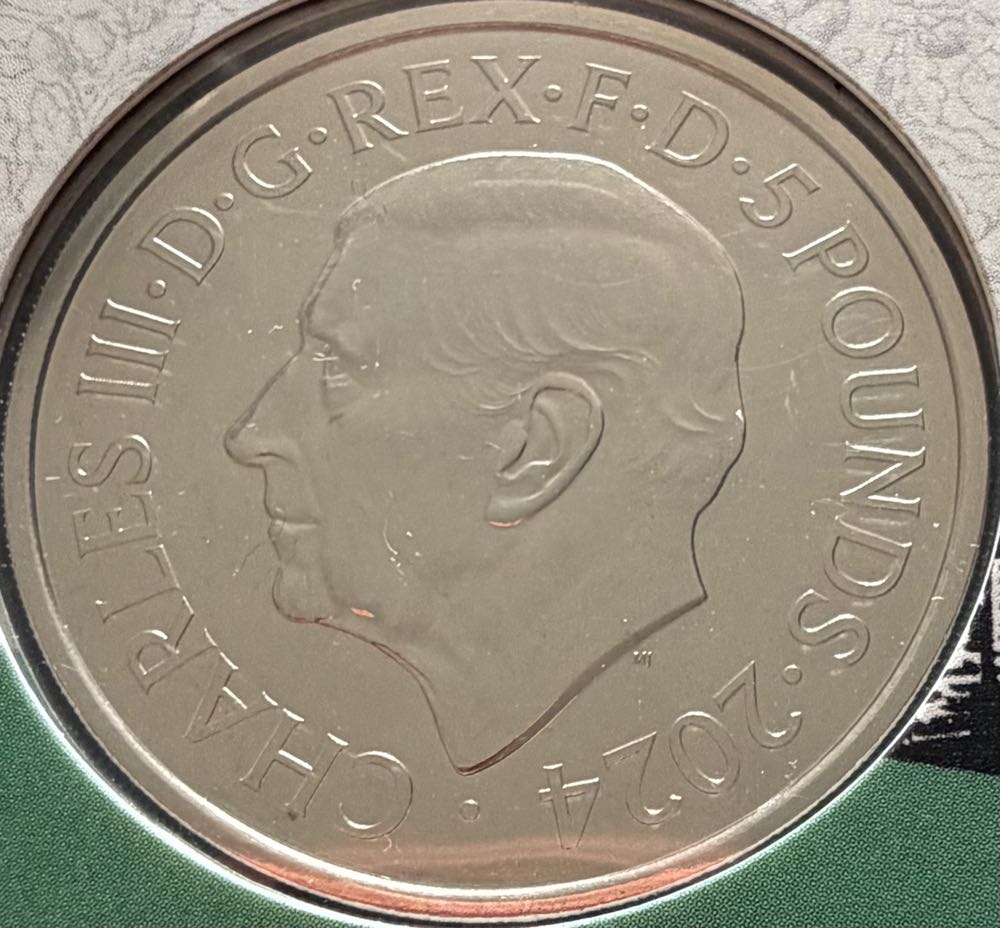 CHARLES III · D · G · REX · F · D · 5 POUNDS · 2024 ·